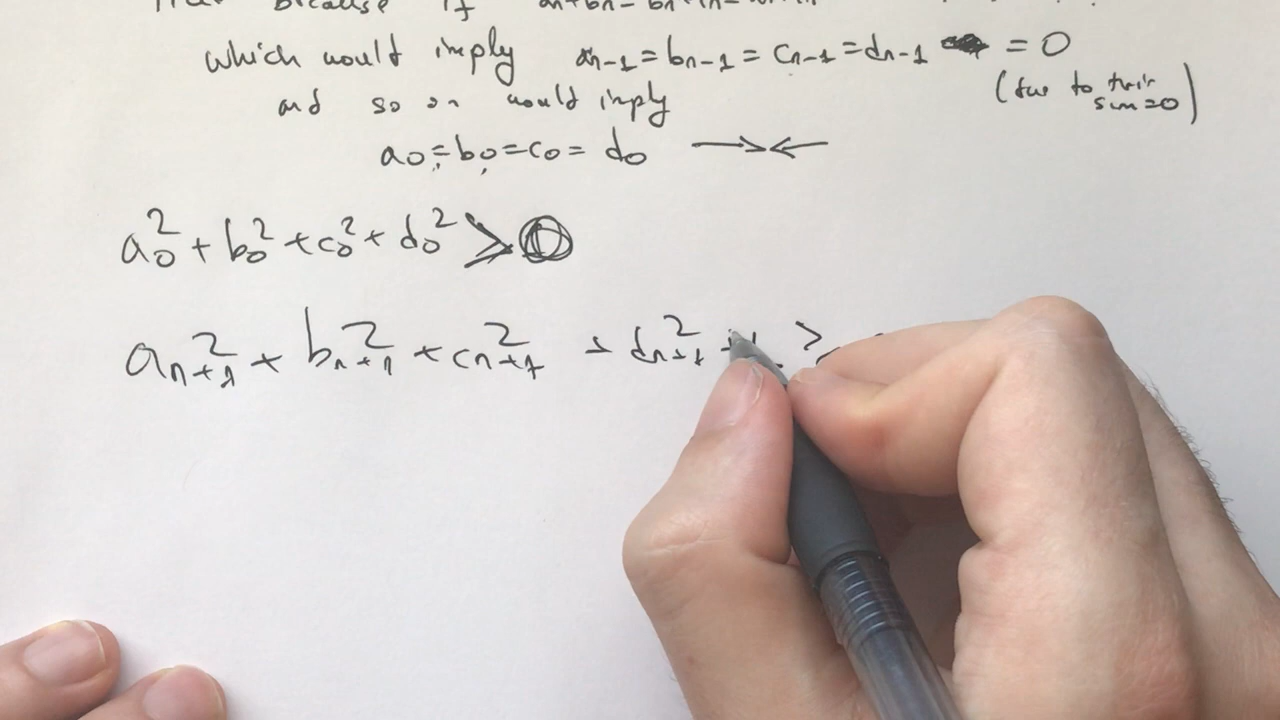 because if
which would imply an-1 = bn-1 = cn-1 = dn-1 = 0
(due to their sum=0)
and so on would imply
a0 = b0 = c0 = d0 →←
a0² + b0² + c0² + d0² >
an+1² + bn+1² + cn+1² + dn+1² ≥